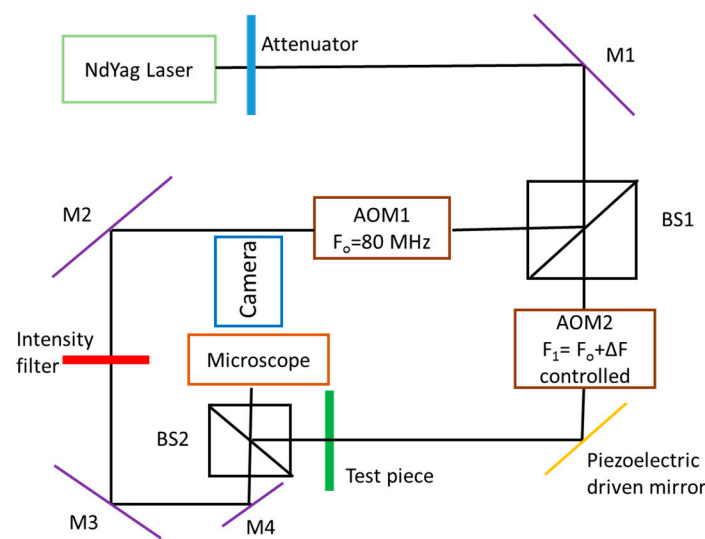 Attenuator
M1
NdYag Laser
M2
AOM1
Fₒ=80 MHz
BS1
Camera
AOM2
F₁= Fₒ+ΔF
controlled
Intensity
filter
Microscope
BS2
Test piece
Piezoelectric
driven mirror
M3
M4